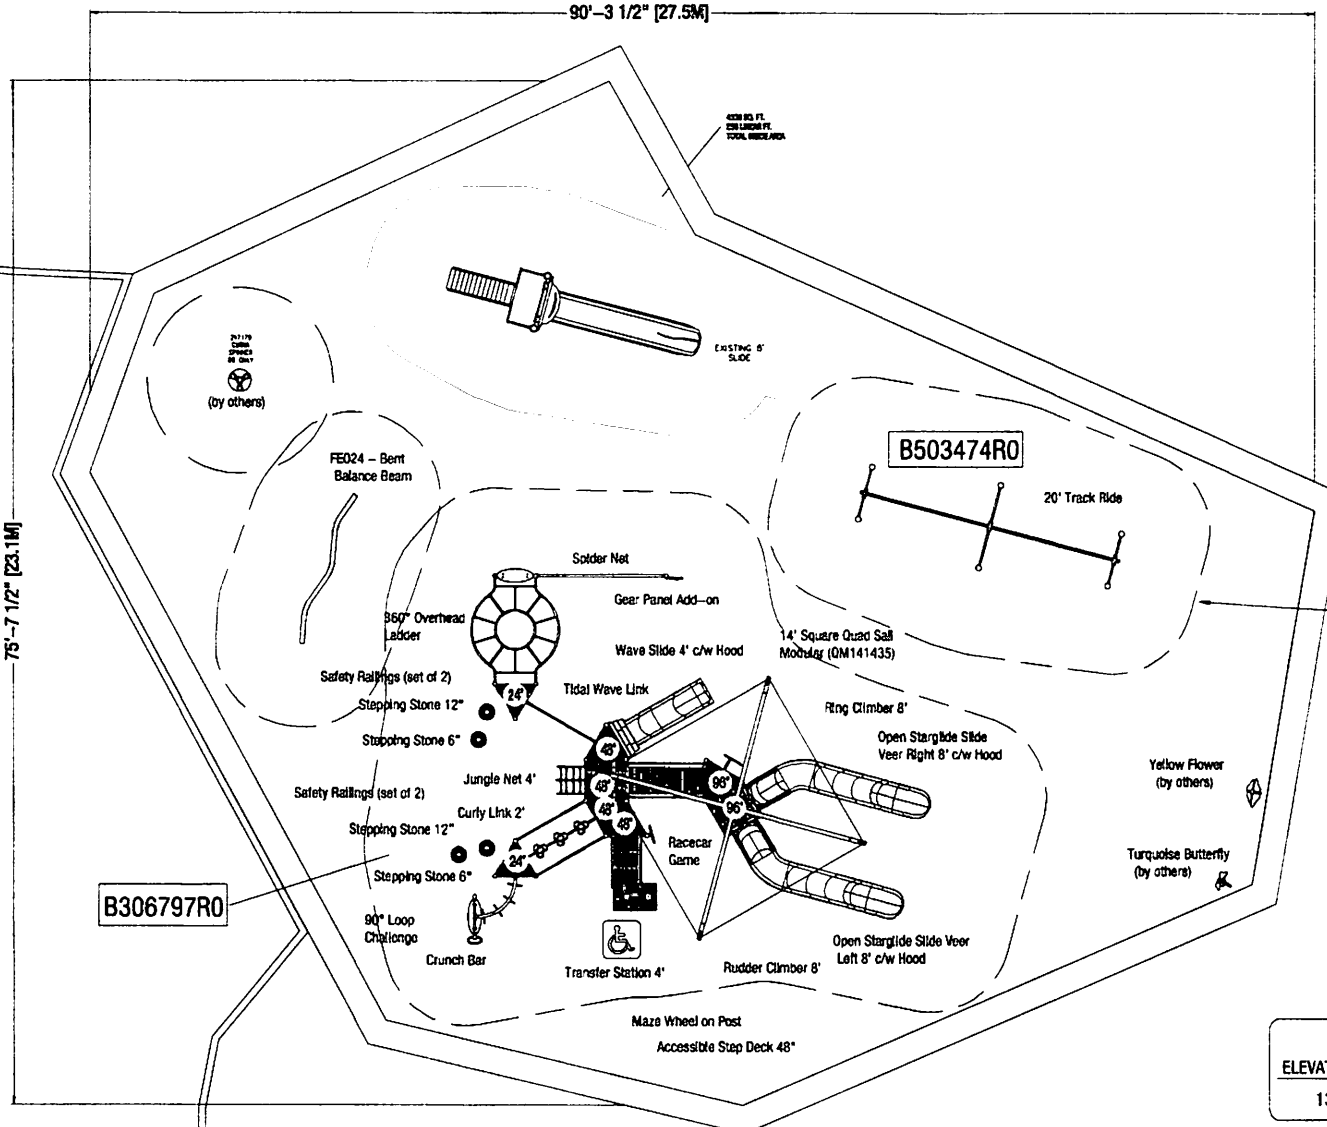 90'-3 1/2" [27.5M]
75'-7 1/2" [23.1M]
TOTAL
EXISTING 8'
SLIDE
SPINNER
(by others)
FE024 - Bent
Balance Beam
B503474R0
20' Track Ride
Spider Net
Gear Panel Add-on
360° Overhead
Ladder
14' Square Quad Sail
Modular (QM141435)
Wave Slide 4' c/w Hood
Safety Railings (set of 2)
Tidal Wave Link
24"
Stepping Stone 12"
Ring Climber 8'
Stepping Stone 6"
Open Starglide Slide
Veer Right 8' c/w Hood
48"
Yellow Flower
(by others)
Jungle Net 4'
48"
96"
Safety Railings (set of 2)
Curly Link 2'
48"
96"
48"
Stepping Stone 12"
Racecar
Game
24"
Stepping Stone 6"
Turquoise Butterfly
(by others)
B306797R0
90° Loop
Challenge
Crunch Bar
Transfer Station 4'
Rudder Climber 8'
Open Starglide Slide Veer
Left 8' c/w Hood
Maze Wheel on Post
Accessible Step Deck 48"
ELEVAT
13